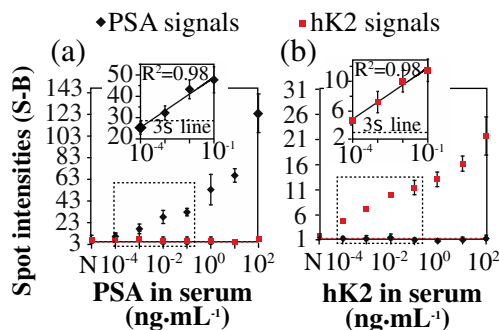 ◆ PSA signals ■ hK2 signals
(a) (b)
Spot intensities (S-B)
143
123
103
83
63
43
23
3
50
40
30
20
R²=0.98
3s line
10⁻⁴ 10⁻¹
N 10⁻⁴ 10⁻² 10⁰ 10²
PSA in serum
(ng·mL⁻¹)
31
26
21
16
11
6
1
10
6
2
R²=0.98
3s line
10⁻⁴ 10⁻¹
N 10⁻⁴ 10⁻² 10⁰ 10²
hK2 in serum
(ng·mL⁻¹)